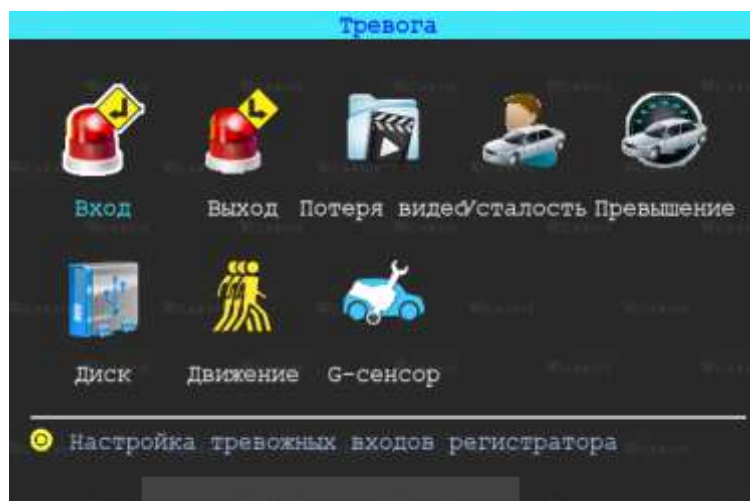 Тревога
Вход Выход Потеря видео Усталость Превышение
Диск Движение G-сенсор
Настройка тревожных входов регистратора